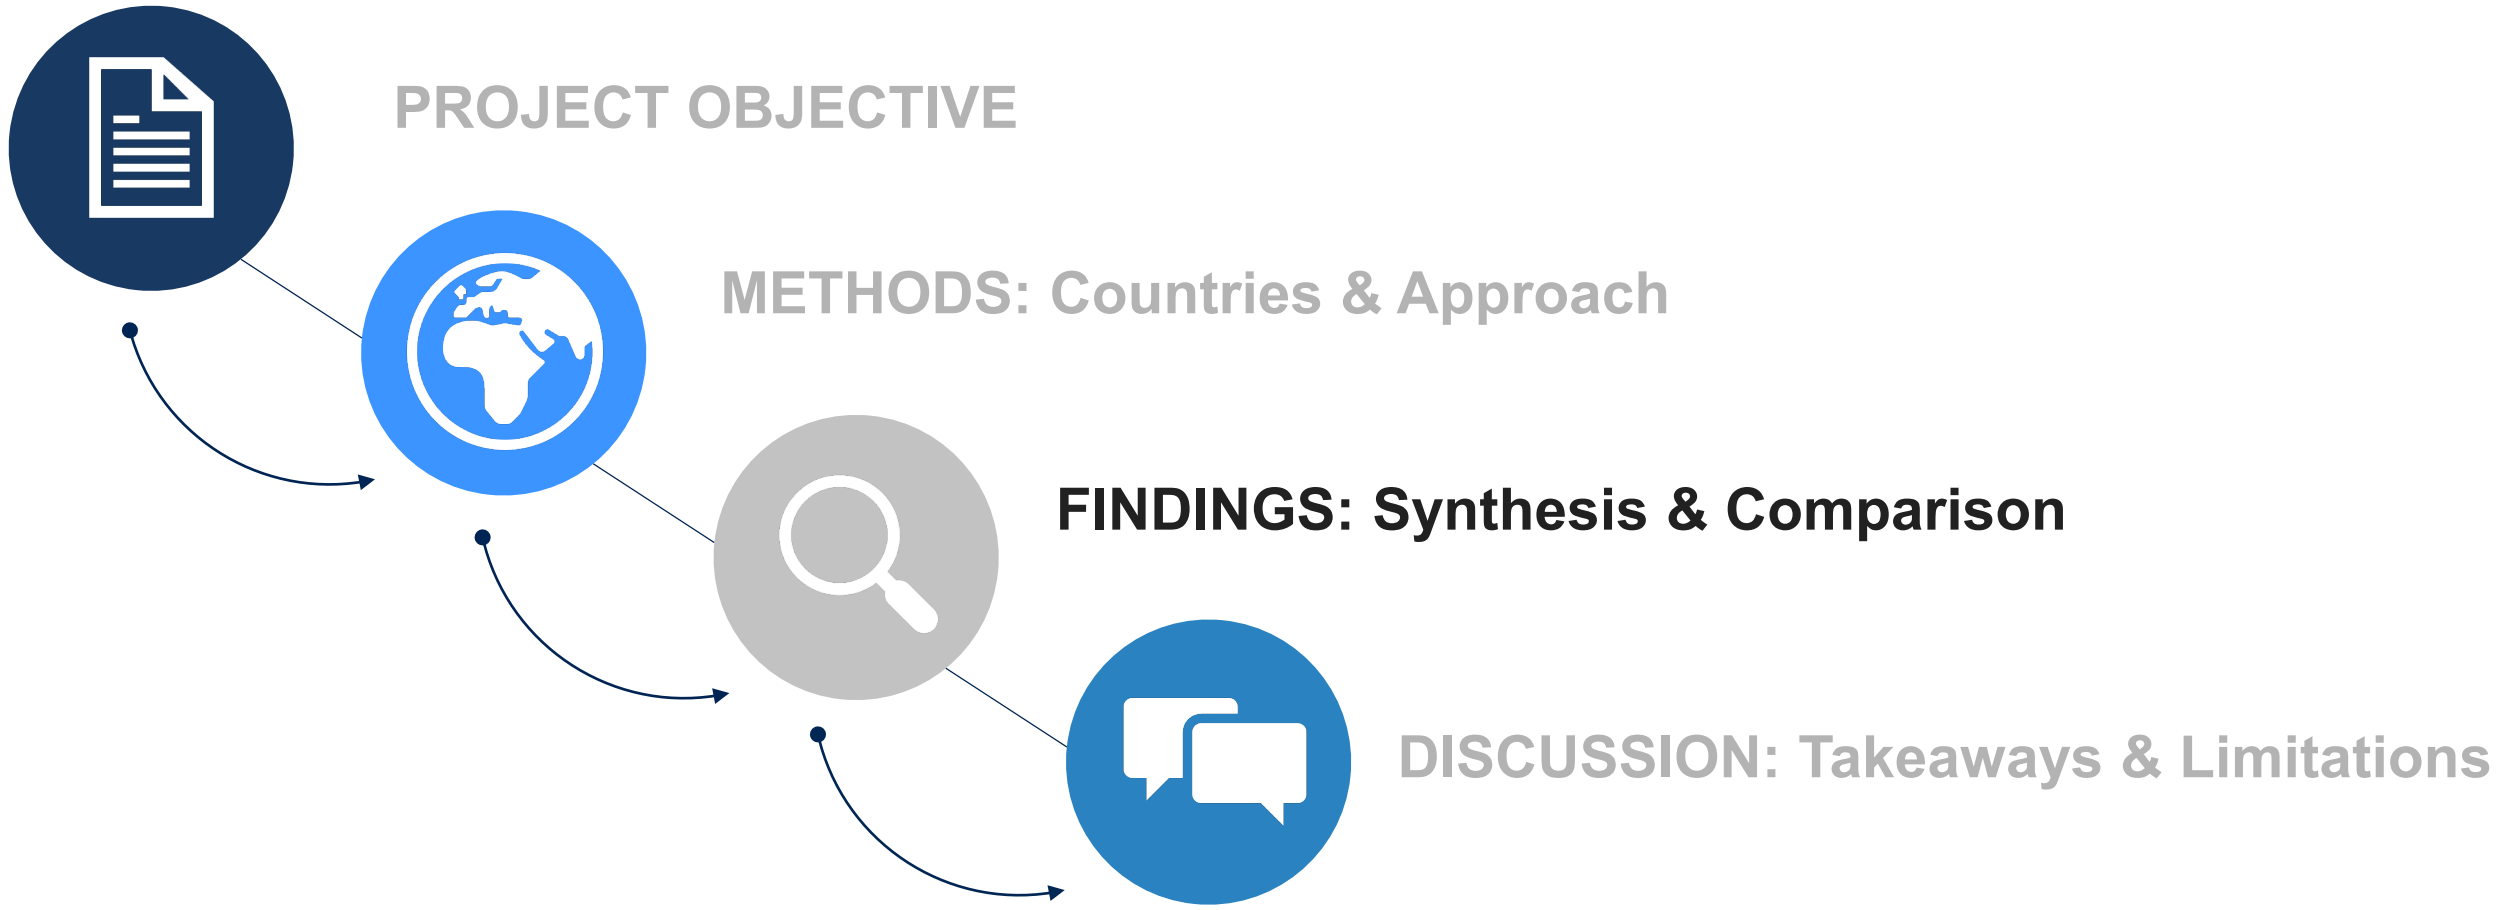 PROJECT OBJECTIVE
METHODS: Countries & Approach
FINDINGS: Synthesis & Comparison
DISCUSSION: Takeaways & Limitations